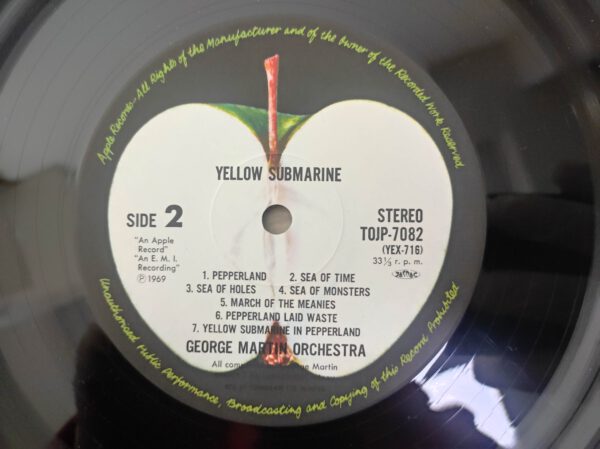 Apple Records-All Rights of the Manufacturer and of the Owner of the Recorded Work Reserved
YELLOW SUBMARINE
SIDE 2
"An Apple
Record"
"An E. M. I.
Recording"
℗1969
STEREO
TOJP-7082
(YEX-716)
33⅓ r. p. m.
1. PEPPERLAND 2. SEA OF TIME
3. SEA OF HOLES 4. SEA OF MONSTERS
5. MARCH OF THE MEANIES
6. PEPPERLAND LAID WASTE
7. YELLOW SUBMARINE IN PEPPERLAND
GEORGE MARTIN ORCHESTRA
All Martin
Unauthorised Public Performance, Broadcasting and Copying of this Record Prohibited